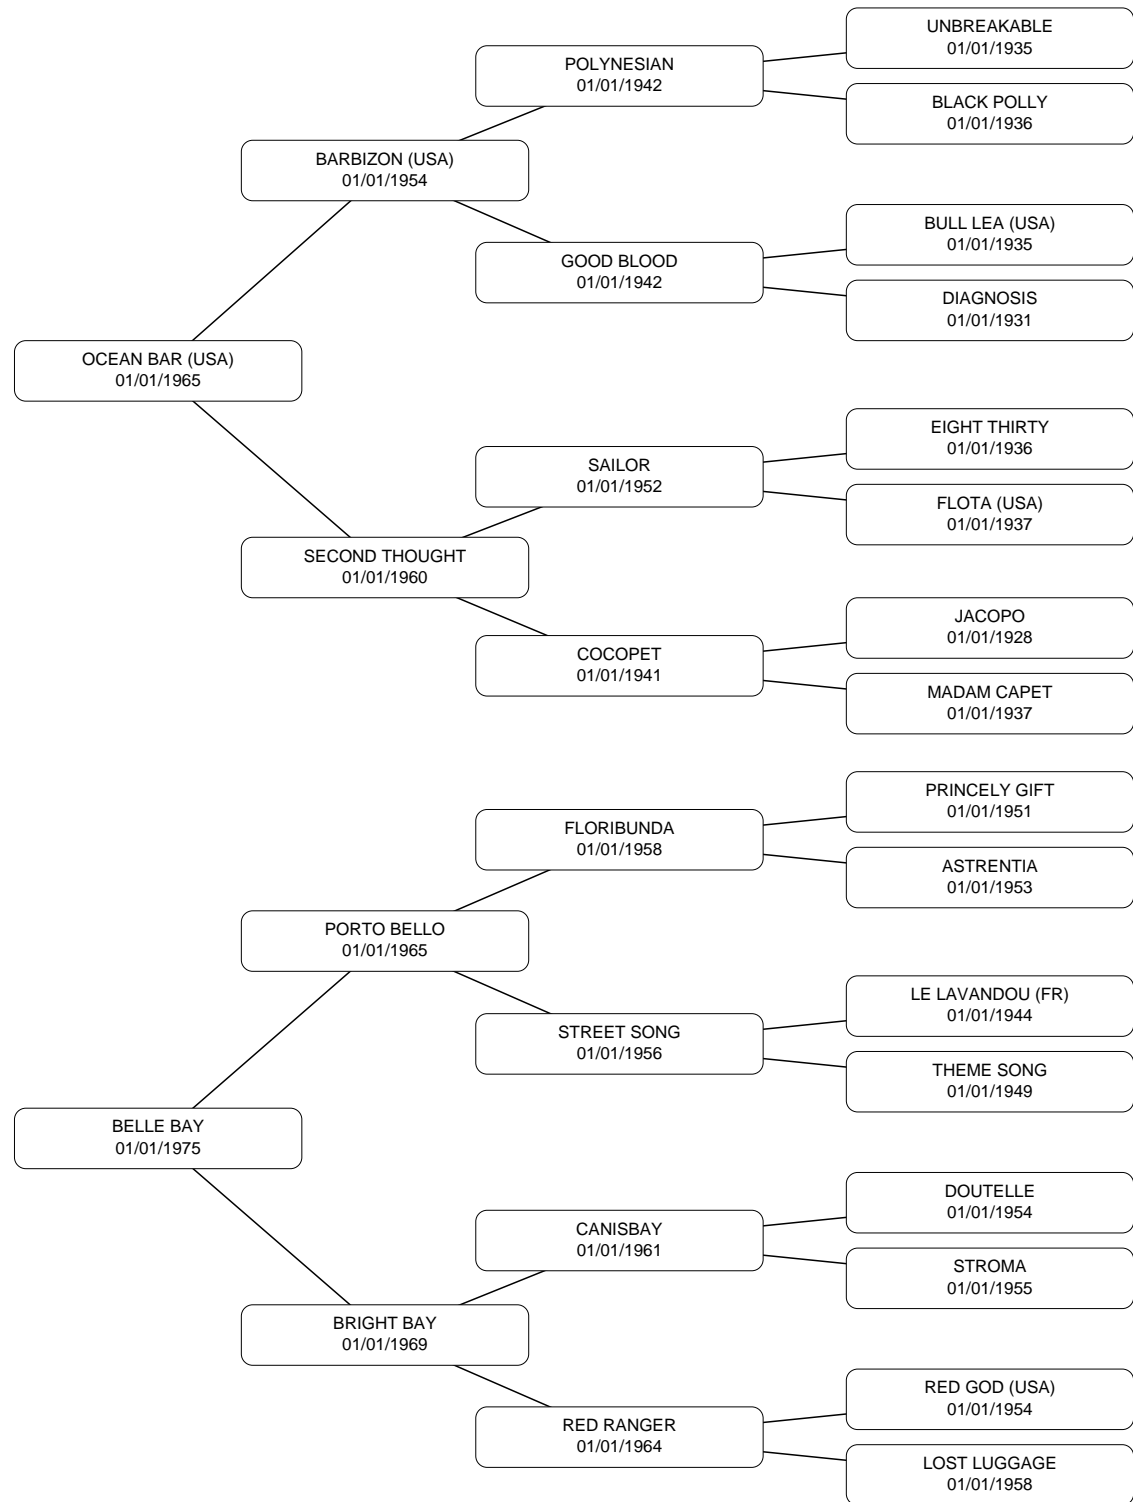 UNBREAKABLE
01/01/1935
POLYNESIAN
01/01/1942
BLACK POLLY
01/01/1936
BARBIZON (USA)
01/01/1954
BULL LEA (USA)
01/01/1935
GOOD BLOOD
01/01/1942
DIAGNOSIS
01/01/1931
OCEAN BAR (USA)
01/01/1965
EIGHT THIRTY
01/01/1936
SAILOR
01/01/1952
FLOTA (USA)
01/01/1937
SECOND THOUGHT
01/01/1960
JACOPO
01/01/1928
COCOPET
01/01/1941
MADAM CAPET
01/01/1937
PRINCELY GIFT
01/01/1951
FLORIBUNDA
01/01/1958
ASTRENTIA
01/01/1953
PORTO BELLO
01/01/1965
LE LAVANDOU (FR)
01/01/1944
STREET SONG
01/01/1956
THEME SONG
01/01/1949
BELLE BAY
01/01/1975
DOUTELLE
01/01/1954
CANISBAY
01/01/1961
STROMA
01/01/1955
BRIGHT BAY
01/01/1969
RED GOD (USA)
01/01/1954
RED RANGER
01/01/1964
LOST LUGGAGE
01/01/1958